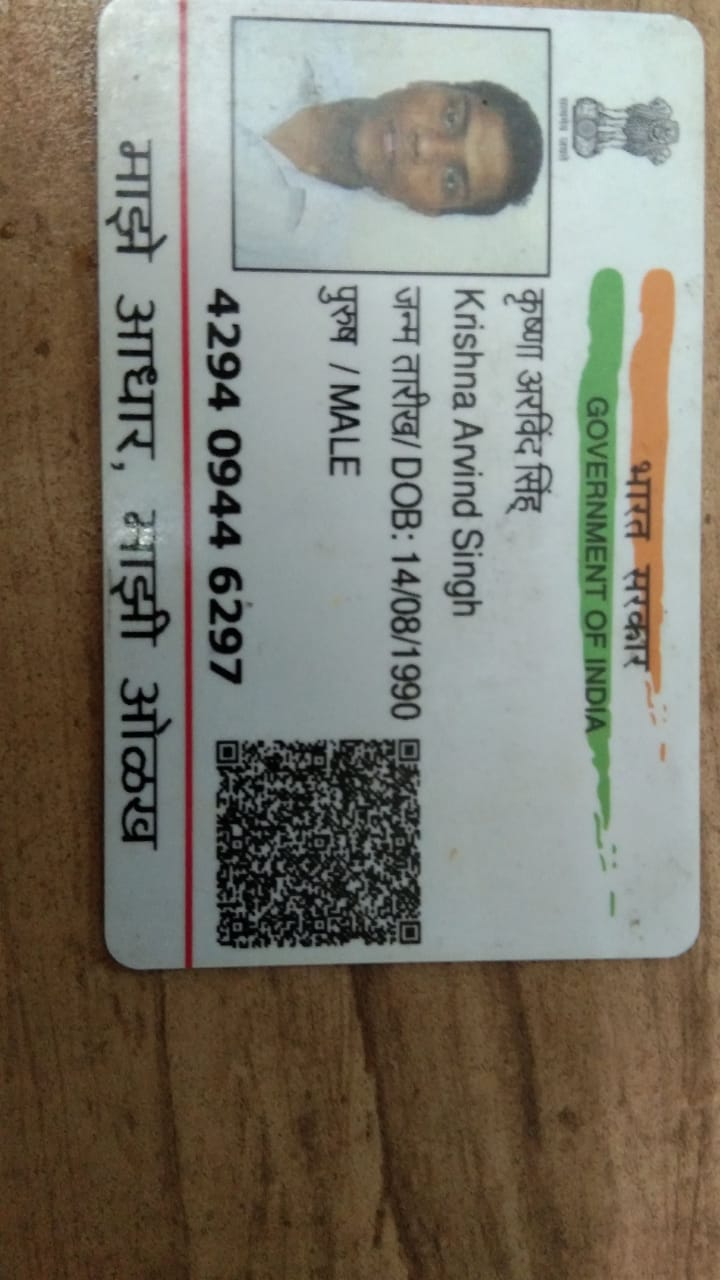 भारत सरकार
GOVERNMENT OF INDIA
सत्यमेव जयते
कृष्णा अरविंद सिंह
Krishna Arvind Singh
जन्म तारीख/ DOB: 14/08/1990
पुरुष / MALE
4294 0944 6297
माझे आधार, माझी ओळख